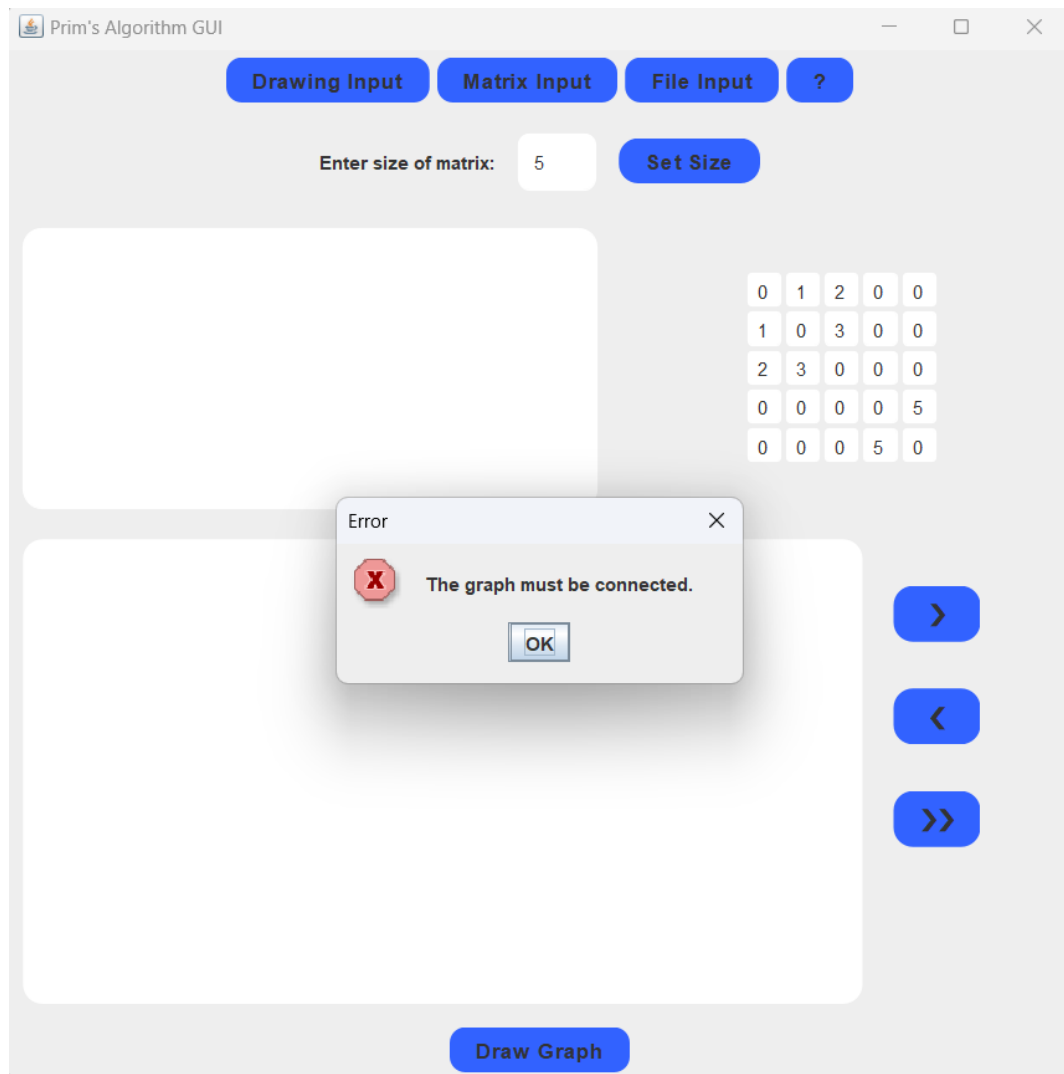 Prim's Algorithm GUI
Drawing Input Matrix Input File Input ?
Enter size of matrix: 5 Set Size
0 1 2 0 0
1 0 3 0 0
2 3 0 0 0
0 0 0 0 5
0 0 0 5 0
Error
The graph must be connected.
OK
❯
❮
❯❯
Draw Graph